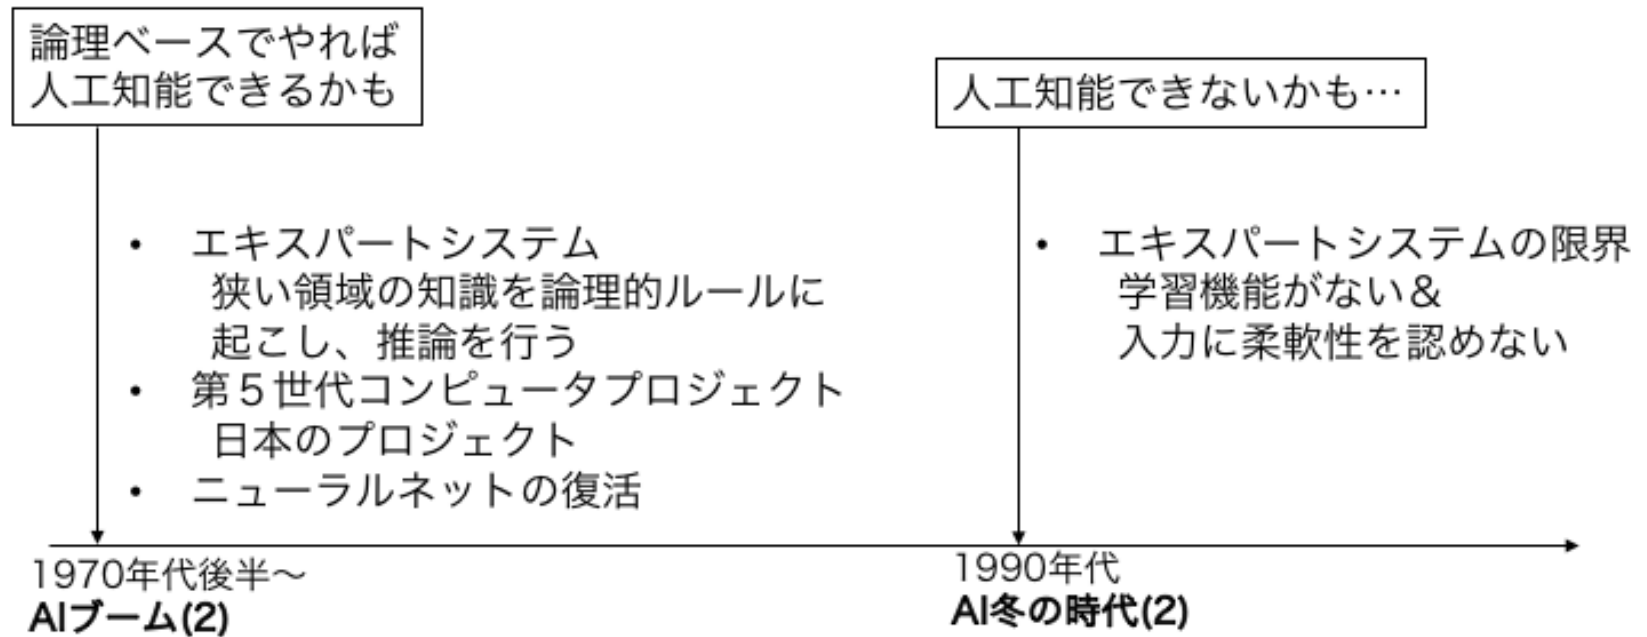 論理ベースでやれば
人工知能できるかも
人工知能できないかも…
• エキスパートシステム
狭い領域の知識を論理的ルールに
起こし、推論を行う
• 第５世代コンピュータプロジェクト
日本のプロジェクト
• ニューラルネットの復活
• エキスパートシステムの限界
学習機能がない＆
入力に柔軟性を認めない
1970年代後半〜
AIブーム(2)
1990年代
AI冬の時代(2)